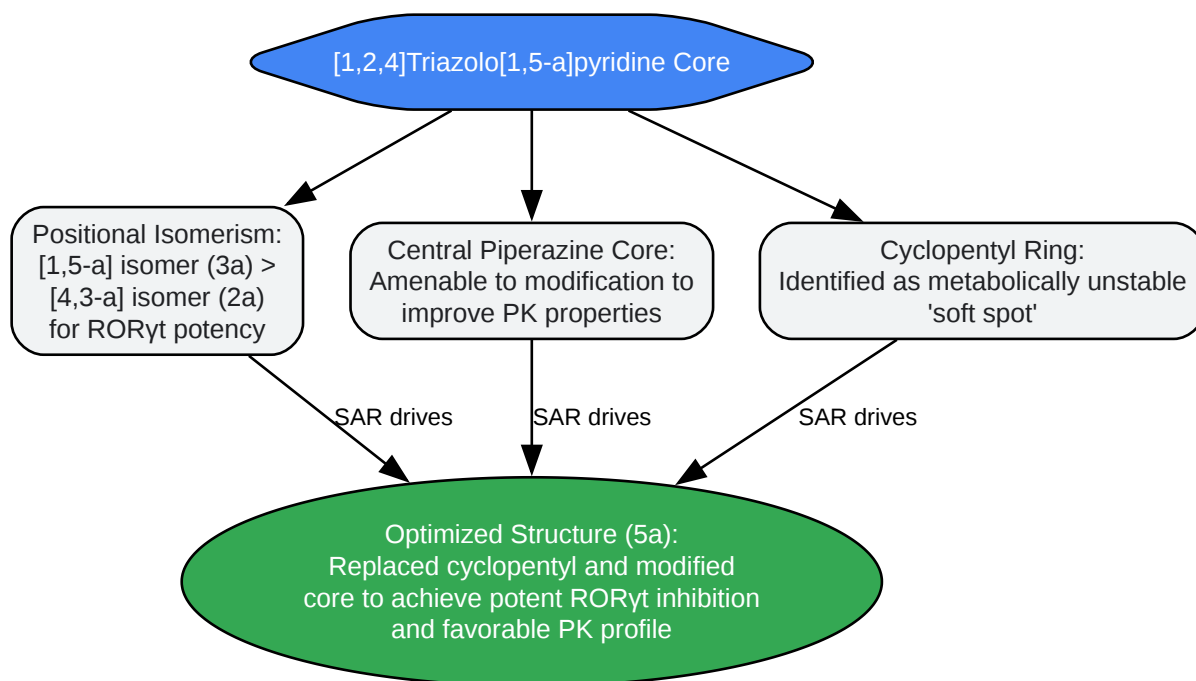 [1,2,4]Triazolo[1,5-a]pyridine Core
Positional Isomerism:
[1,5-a] isomer (3a) >
[4,3-a] isomer (2a)
for RORγt potency
Central Piperazine Core:
Amenable to modification to
improve PK properties
Cyclopentyl Ring:
Identified as metabolically unstable
'soft spot'
SAR drives
SAR drives
SAR drives
Optimized Structure (5a):
Replaced cyclopentyl and modified
core to achieve potent RORγt inhibition
and favorable PK profile